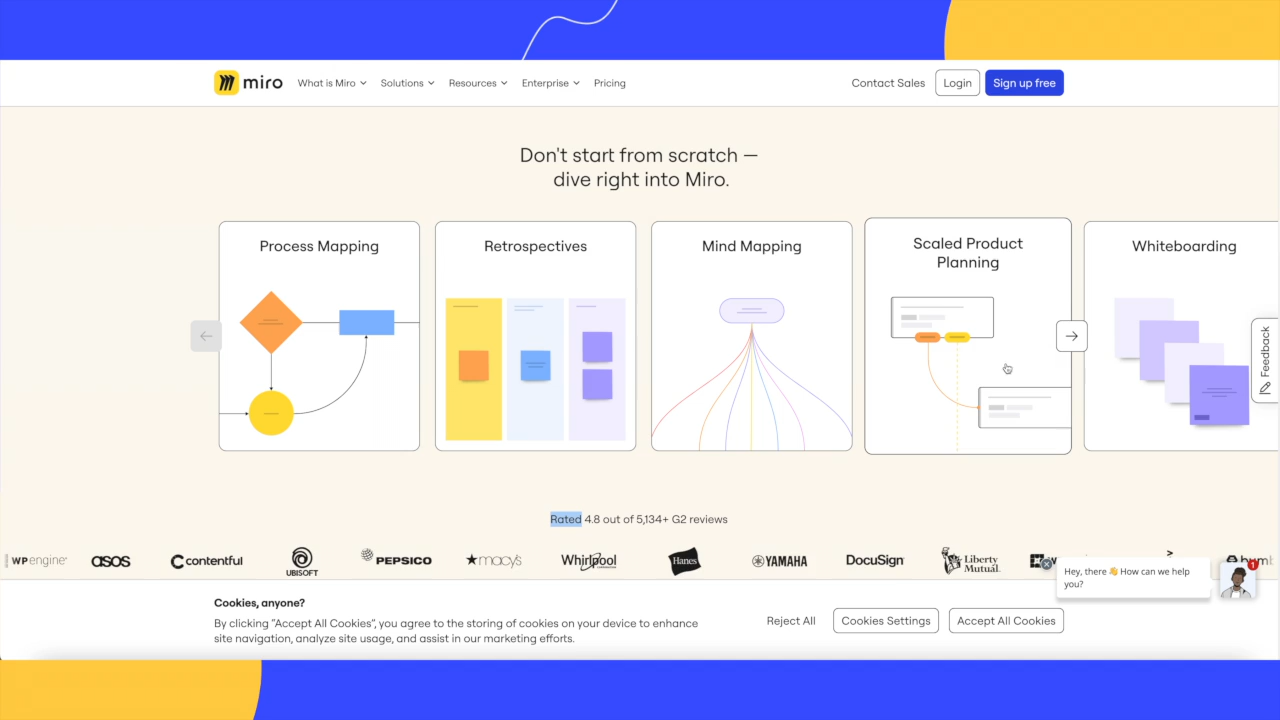 miro
What is Miro
Solutions
Resources
Enterprise
Pricing
Contact Sales
Login
Sign up free
Don't start from scratch —
dive right into Miro.
Process Mapping
Retrospectives
Mind Mapping
Scaled Product
Planning
Whiteboarding
Feedback
Rated 4.8 out of 5,134+ G2 reviews
WP engine
asos
contentful
UBISOFT
PEPSICO
macy's
Whirlpool
Hanes
YAMAHA
DocuSign
Liberty
Mutual.
Hey, there 👋 How can we help
you?
1
Cookies, anyone?
By clicking “Accept All Cookies”, you agree to the storing of cookies on your device to enhance
site navigation, analyze site usage, and assist in our marketing efforts.
Reject All
Cookies Settings
Accept All Cookies